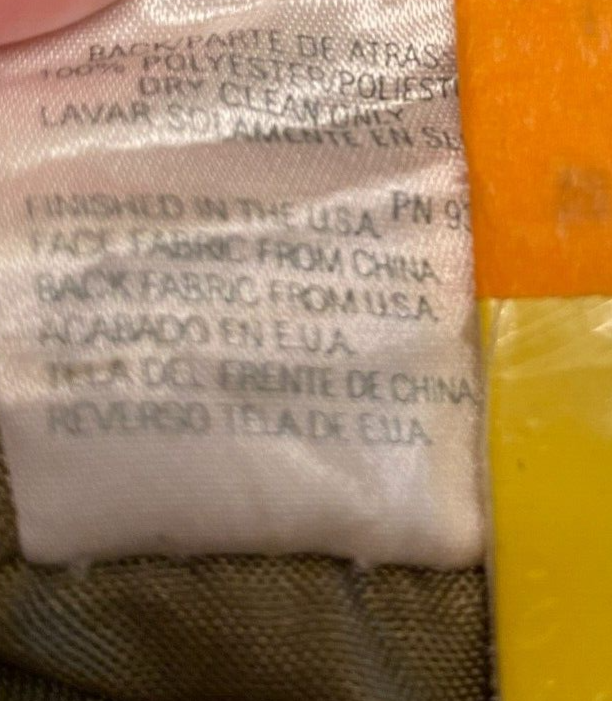 BACK/PARTE DE ATRAS
100% POLYESTER/POLIEST
DRY CLEAN ONLY
LAVAR SOLAMENTE EN SE
FINISHED IN THE U.S.A. PN 93
FACE FABRIC FROM CHINA
BACK FABRIC FROM U.S.A.
ACABADO EN E.U.A.
TELA DEL FRENTE DE CHINA
REVERSO TELA DE E.U.A.